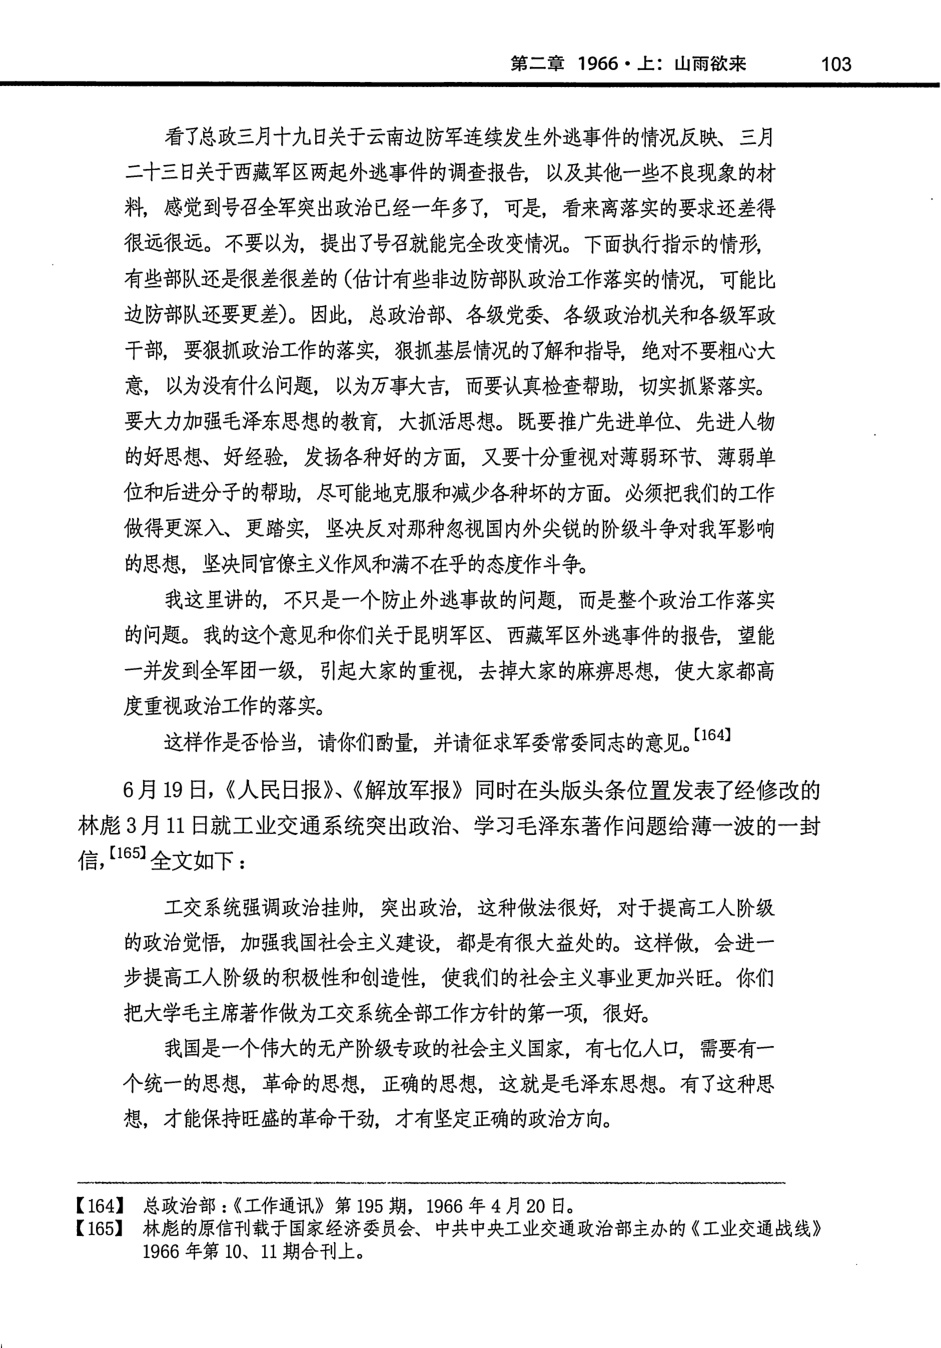 第二章 1966·上：山雨欲来 103
看了总政三月十九日关于云南边防军连续发生外逃事件的情况反映、三月
二十三日关于西藏军区两起外逃事件的调查报告，以及其他一些不良现象的材
料，感觉到号召全军突出政治已经一年多了，可是，看来离落实的要求还差得
很远很远。不要以为，提出了号召就能完全改变情况。下面执行指示的情形，
有些部队还是很差很差的（估计有些非边防部队政治工作落实的情况，可能比
边防部队还要更差）。因此，总政治部、各级党委、各级政治机关和各级军政
干部，要狠抓政治工作的落实，狠抓基层情况的了解和指导，绝对不要粗心大
意，以为没有什么问题，以为万事大吉，而要认真检查帮助，切实抓紧落实。
要大力加强毛泽东思想的教育，大抓活思想。既要推广先进单位、先进人物
的好思想、好经验，发扬各种好的方面，又要十分重视对薄弱环节、薄弱单
位和后进分子的帮助，尽可能地克服和减少各种坏的方面。必须把我们的工作
做得更深入、更踏实，坚决反对那种忽视国内外尖锐的阶级斗争对我军影响
的思想，坚决同官僚主义作风和满不在乎的态度作斗争。
我这里讲的，不只是一个防止外逃事故的问题，而是整个政治工作落实
的问题。我的这个意见和你们关于昆明军区、西藏军区外逃事件的报告，望能
一并发到全军团一级，引起大家的重视，去掉大家的麻痹思想，使大家都高
度重视政治工作的落实。
这样作是否恰当，请你们酌量，并请征求军委常委同志的意见。【164】
6月19日，《人民日报》、《解放军报》同时在头版头条位置发表了经修改的
林彪3月11日就工业交通系统突出政治、学习毛泽东著作问题给薄一波的一封
信，【165】全文如下：
工交系统强调政治挂帅，突出政治，这种做法很好，对于提高工人阶级
的政治觉悟，加强我国社会主义建设，都是有很大益处的。这样做，会进一
步提高工人阶级的积极性和创造性，使我们的社会主义事业更加兴旺。你们
把大学毛主席著作做为工交系统全部工作方针的第一项，很好。
我国是一个伟大的无产阶级专政的社会主义国家，有七亿人口，需要有一
个统一的思想，革命的思想，正确的思想，这就是毛泽东思想。有了这种思
想，才能保持旺盛的革命干劲，才有坚定正确的政治方向。
【164】 总政治部：《工作通讯》第195期，1966年4月20日。
【165】 林彪的原信刊载于国家经济委员会、中共中央工业交通政治部主办的《工业交通战线》
1966年第10、11期合刊上。